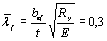 λ̄_f = b_ef/t √(R_y/E) = 0,3